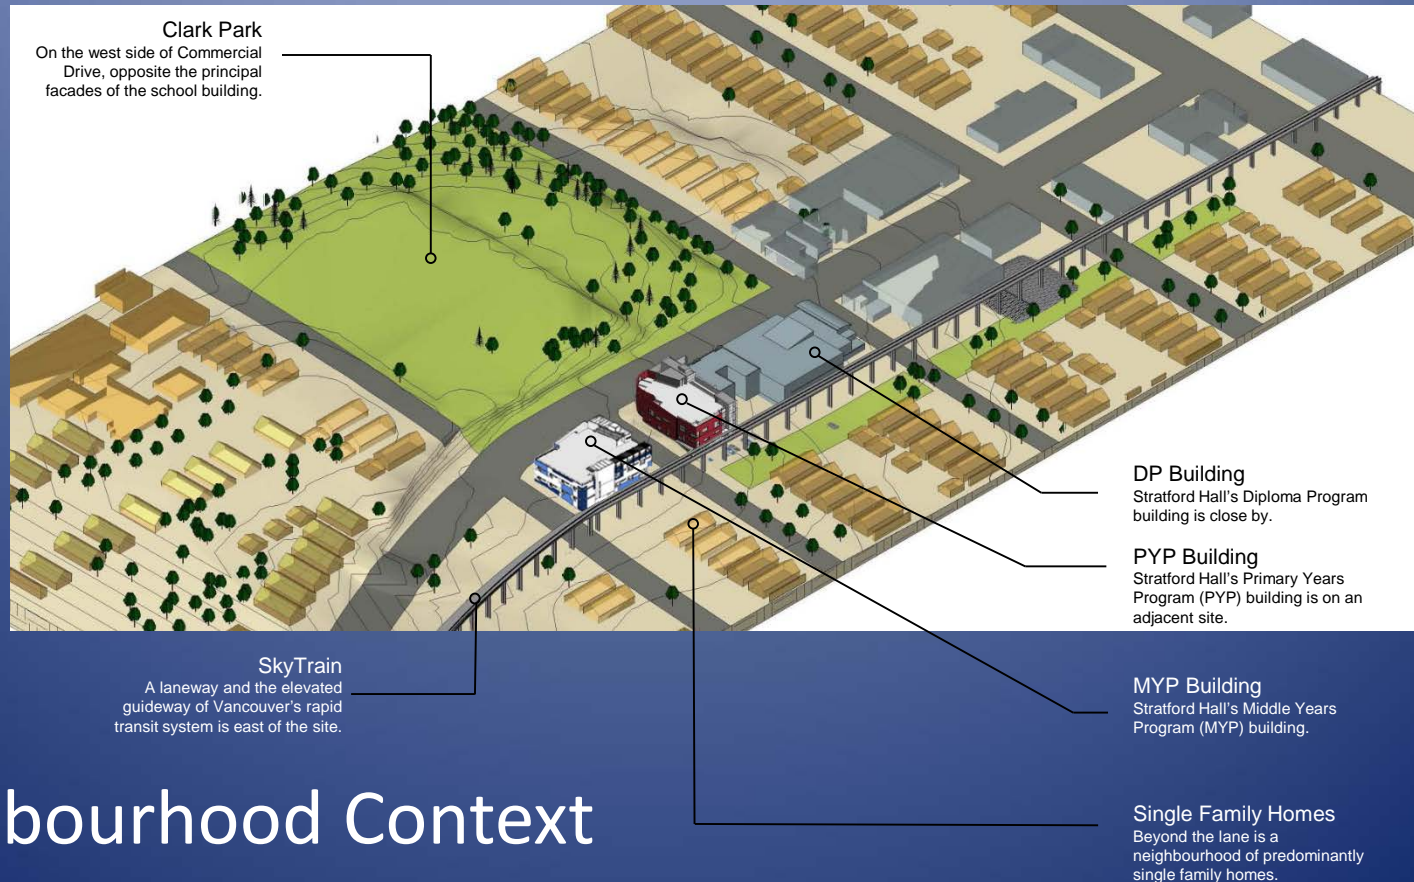 Clark Park
On the west side of Commercial
Drive, opposite the principal
facades of the school building.
DP Building
Stratford Hall's Diploma Program
building is close by.
PYP Building
Stratford Hall's Primary Years
Program (PYP) building is on an
adjacent site.
SkyTrain
A laneway and the elevated
guideway of Vancouver's rapid
transit system is east of the site.
MYP Building
Stratford Hall's Middle Years
Program (MYP) building.
Single Family Homes
Beyond the lane is a
neighbourhood of predominantly
single family homes.
bourhood Context